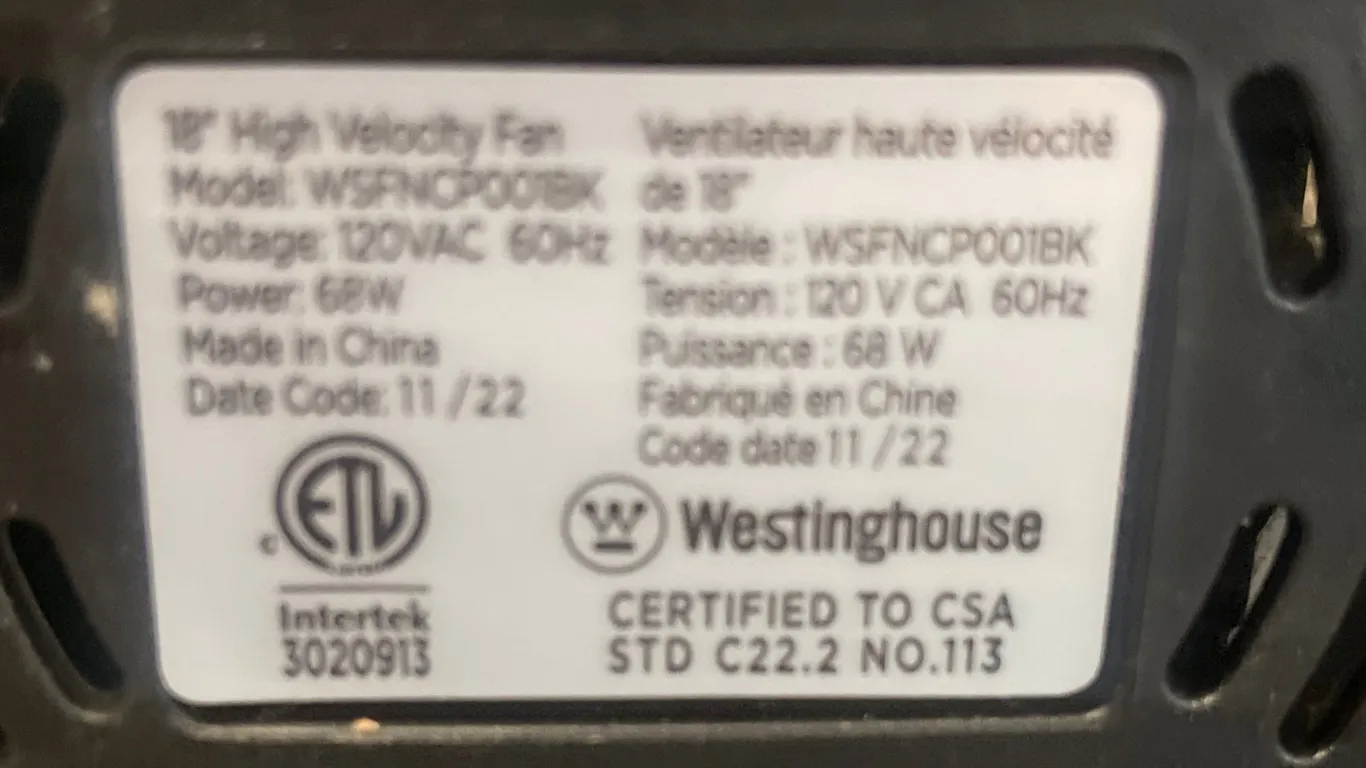 18" High Velocity Fan
Model: WSFNCP001BK
Voltage: 120VAC 60Hz
Power: 68W
Made in China
Date Code: 11 /22
Ventilateur haute vélocité
de 18"
Modèle : WSFNCP001BK
Tension : 120 V CA 60Hz
Puissance : 68 W
Fabriqué en Chine
Code date 11 /22
c ETL
Intertek
3020913
W Westinghouse
CERTIFIED TO CSA
STD C22.2 NO.113